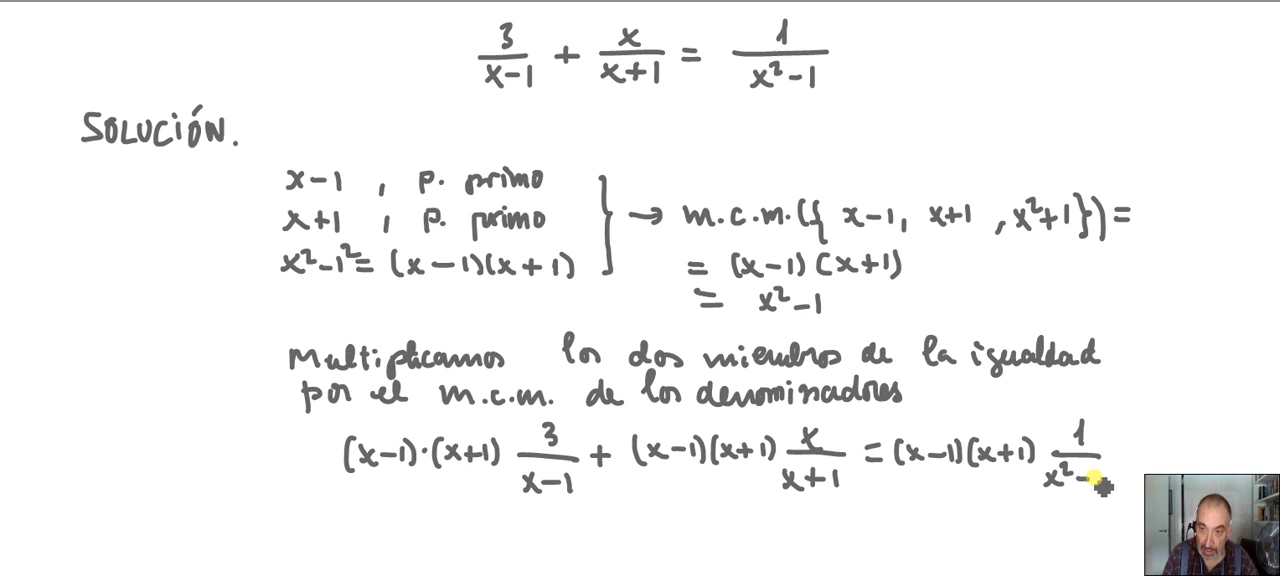 3/(x-1) + x/(x+1) = 1/(x²-1)
SOLUCIÓN.
x-1 , p. primo
x+1 , p. primo
x²-1² = (x-1)(x+1)
→ m.c.m.({ x-1, x+1 , x²+1 }) =
= (x-1)(x+1)
= x²-1
Multiplicamos los dos miembros de la igualdad
por el m.c.m. de los denominadores
(x-1)·(x+1) 3/(x-1) + (x-1)(x+1) x/(x+1) = (x-1)(x+1) 1/(x²-